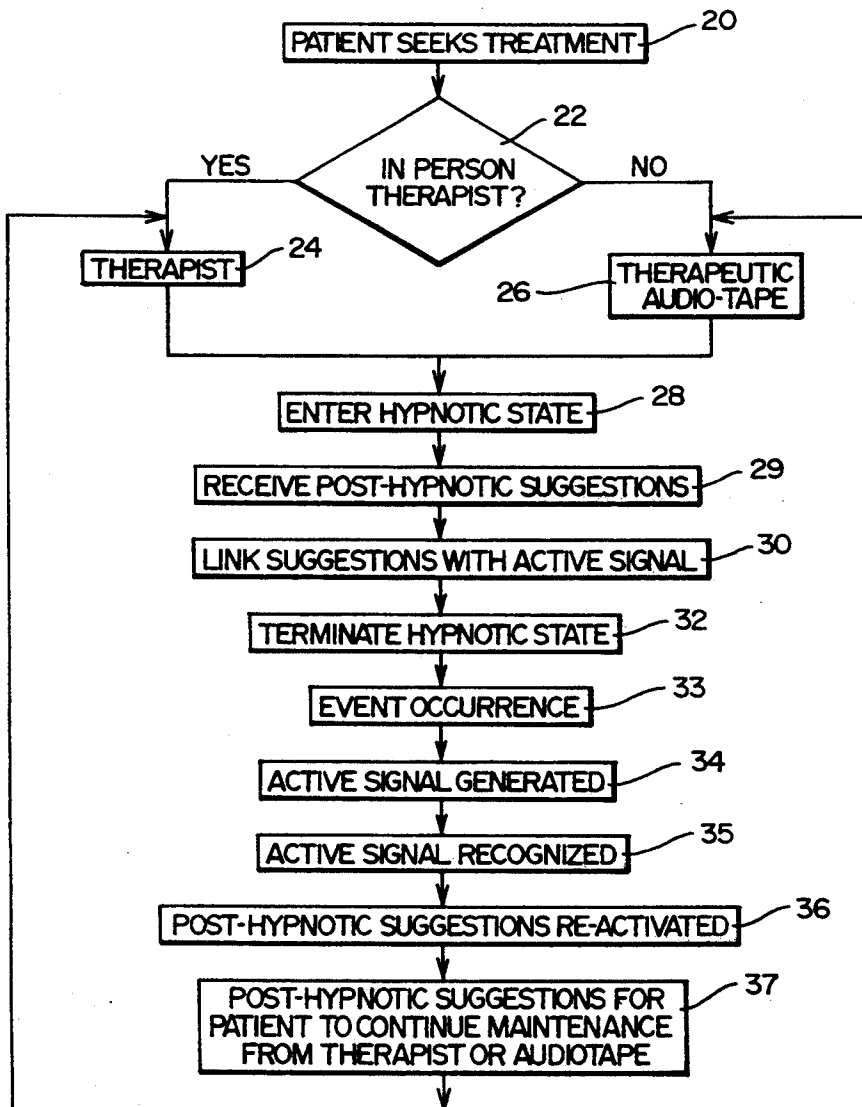 PATIENT SEEKS TREATMENT
20
22
YES
IN PERSON
THERAPIST?
NO
THERAPIST
24
26
THERAPEUTIC
AUDIO-TAPE
ENTER HYPNOTIC STATE
28
RECEIVE POST-HYPNOTIC SUGGESTIONS
29
LINK SUGGESTIONS WITH ACTIVE SIGNAL
30
TERMINATE HYPNOTIC STATE
32
EVENT OCCURRENCE
33
ACTIVE SIGNAL GENERATED
34
ACTIVE SIGNAL RECOGNIZED
35
POST-HYPNOTIC SUGGESTIONS RE-ACTIVATED
36
POST-HYPNOTIC SUGGESTIONS FOR
PATIENT TO CONTINUE MAINTENANCE
FROM THERAPIST OR AUDIOTAPE
37